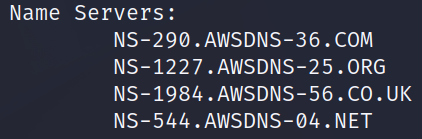 Name Servers:
NS-290.AWSDNS-36.COM
NS-1227.AWSDNS-25.ORG
NS-1984.AWSDNS-56.CO.UK
NS-544.AWSDNS-04.NET